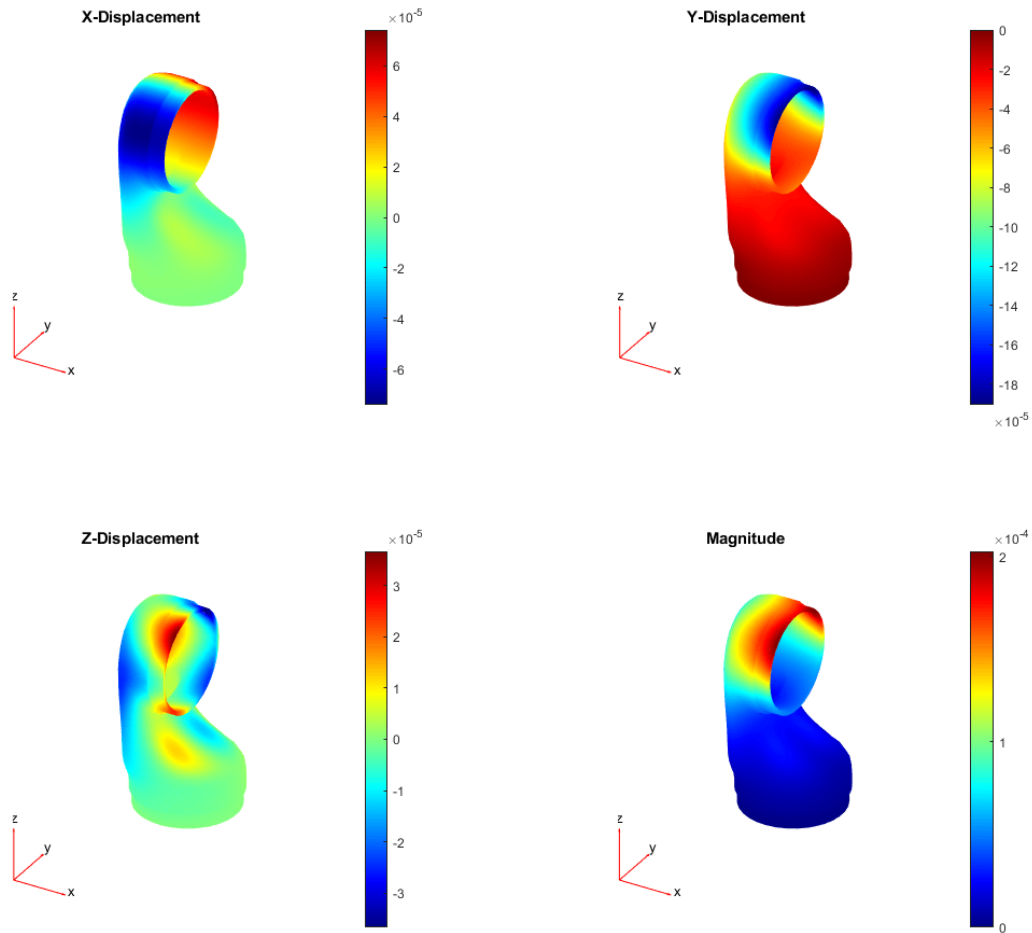 X-Displacement
×10⁻⁵
6
4
2
0
-2
-4
-6
z
y
x
Y-Displacement
0
-2
-4
-6
-8
-10
-12
-14
-16
-18
×10⁻⁵
z
y
x
Z-Displacement
×10⁻⁵
3
2
1
0
-1
-2
-3
z
y
x
Magnitude
×10⁻⁴
2
1
0
z
y
x